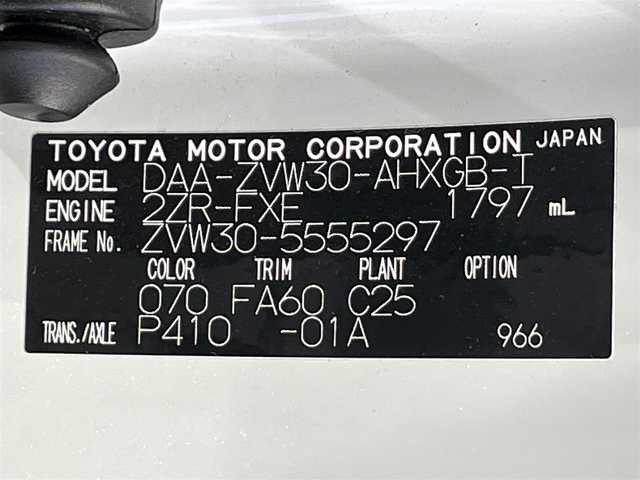 TOYOTA MOTOR CORPORATION JAPAN
MODEL DAA-ZVW30-AHXGB-T
ENGINE 2ZR-FXE 1797 mL
FRAME No. ZVW30-5555297
COLOR TRIM PLANT OPTION
070 FA60 C25
TRANS./AXLE P410 -01A 966